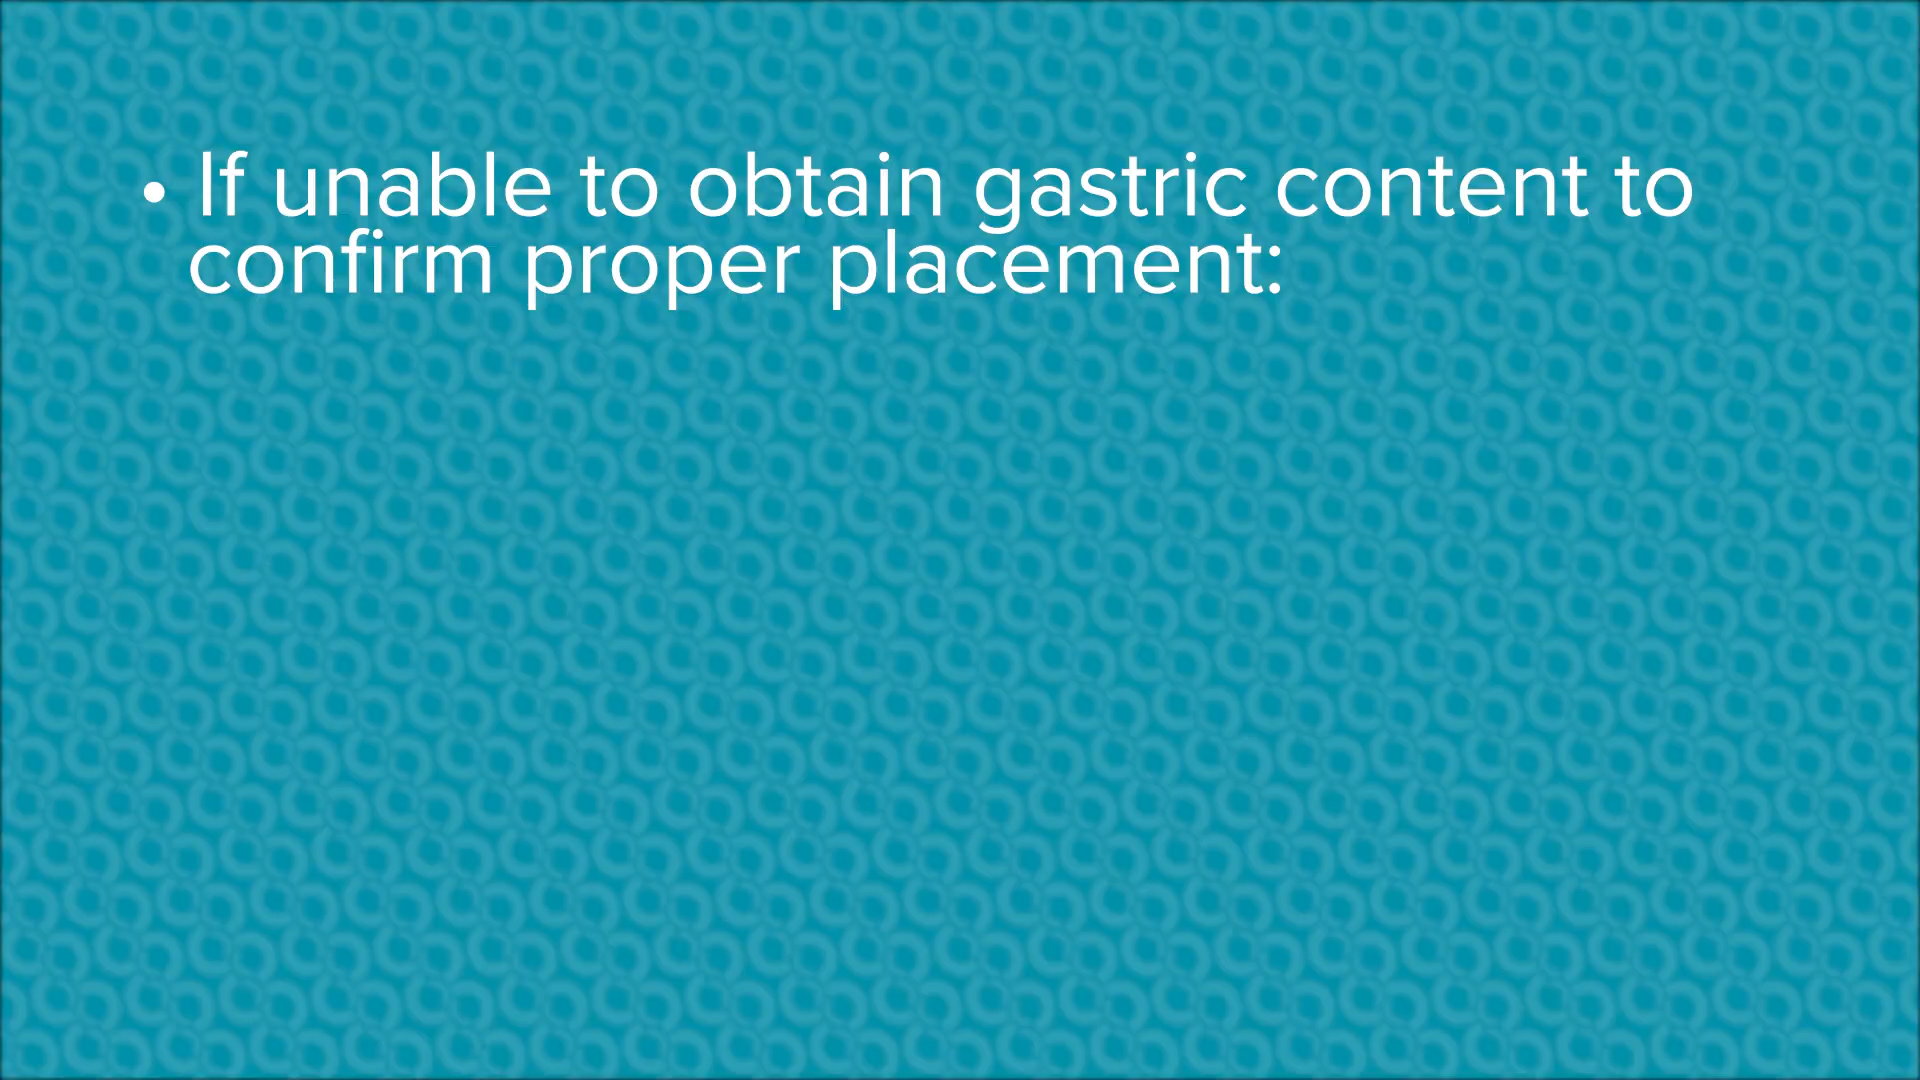 • If unable to obtain gastric content to
confirm proper placement: